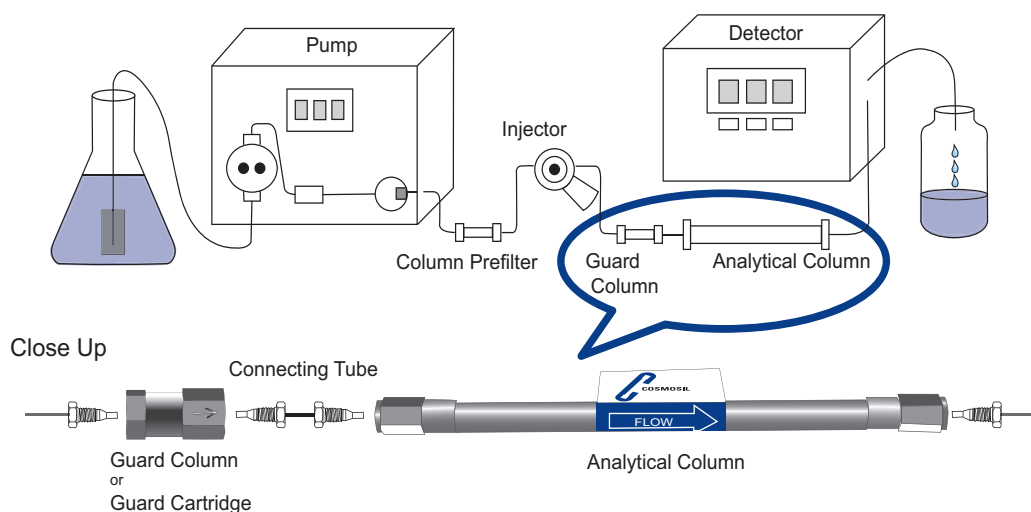 Pump
Detector
Injector
Column Prefilter
Guard
Column
Analytical Column
Close Up
Connecting Tube
COSMOSIL
FLOW
Guard Column
or
Guard Cartridge
Analytical Column